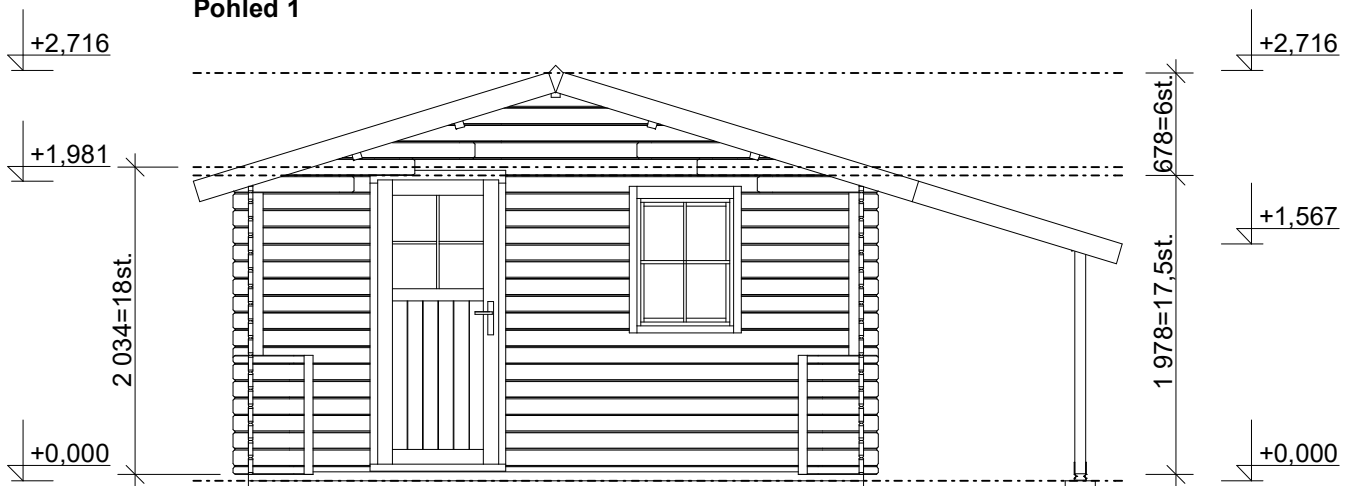 Pohled 1
+2,716
+2,716
678=6st.
+1,981
+1,567
2 034=18st.
1 978=17,5st.
+0,000
+0,000